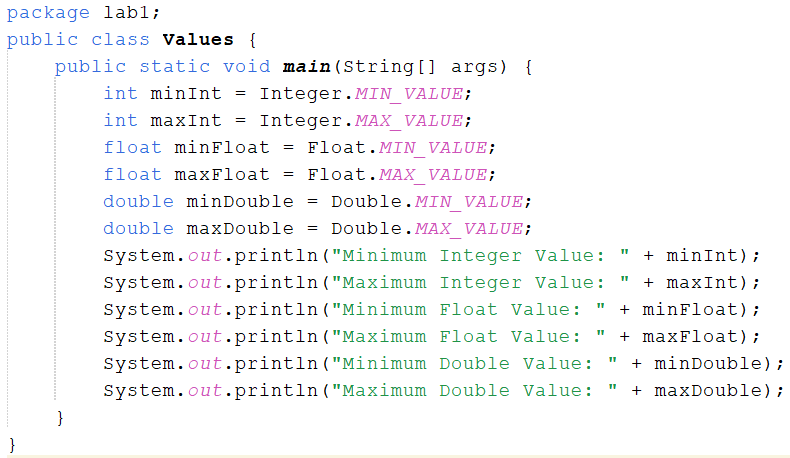 package lab1;
public class Values {
    public static void main(String[] args) {
        int minInt = Integer.MIN_VALUE;
        int maxInt = Integer.MAX_VALUE;
        float minFloat = Float.MIN_VALUE;
        float maxFloat = Float.MAX_VALUE;
        double minDouble = Double.MIN_VALUE;
        double maxDouble = Double.MAX_VALUE;
        System.out.println("Minimum Integer Value: " + minInt);
        System.out.println("Maximum Integer Value: " + maxInt);
        System.out.println("Minimum Float Value: " + minFloat);
        System.out.println("Maximum Float Value: " + maxFloat);
        System.out.println("Minimum Double Value: " + minDouble);
        System.out.println("Maximum Double Value: " + maxDouble);
    }
}